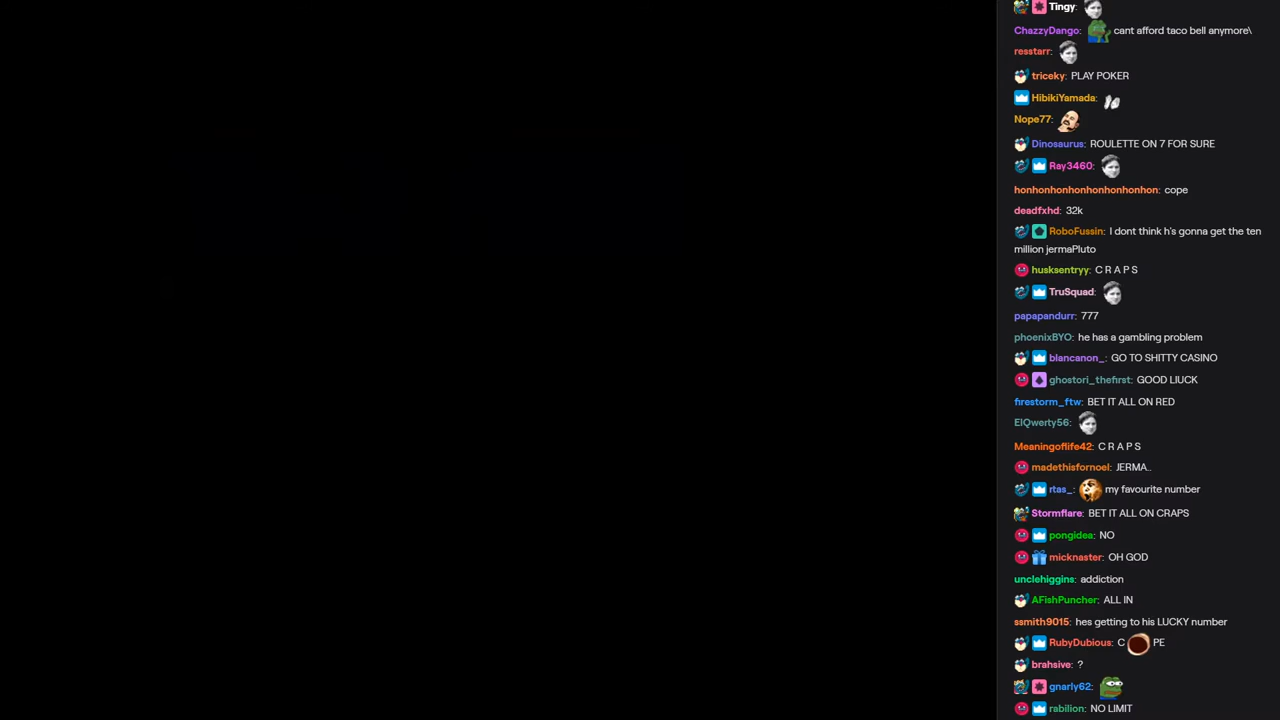 Tingy:
ChazzyDango: cant afford taco bell anymore\
resstarr:
triceky: PLAY POKER
HibikiYamada:
Nope77:
Dinosaurus: ROULETTE ON 7 FOR SURE
Ray3460:
honhonhonhonhonhonhonhon: cope
deadfxhd: 32k
RoboFussin: I dont think h's gonna get the ten
million jermaPluto
husksentryy: C R A P S
TruSquad:
papapandurr: 777
phoenixBYO: he has a gambling problem
blancanon_: GO TO SHITTY CASINO
ghostori_thefirst: GOOD LIUCK
firestorm_ftw: BET IT ALL ON RED
ElQwerty56:
Meaningoflife42: C R A P S
madethisfornoel: JERMA..
rtas_: my favourite number
Stormflare: BET IT ALL ON CRAPS
pongidea: NO
micknaster: OH GOD
unclehiggins: addiction
AFishPuncher: ALL IN
ssmith9015: hes getting to his LUCKY number
RubyDubious: C PE
brahsive: ?
gnarly62:
rabilion: NO LIMIT